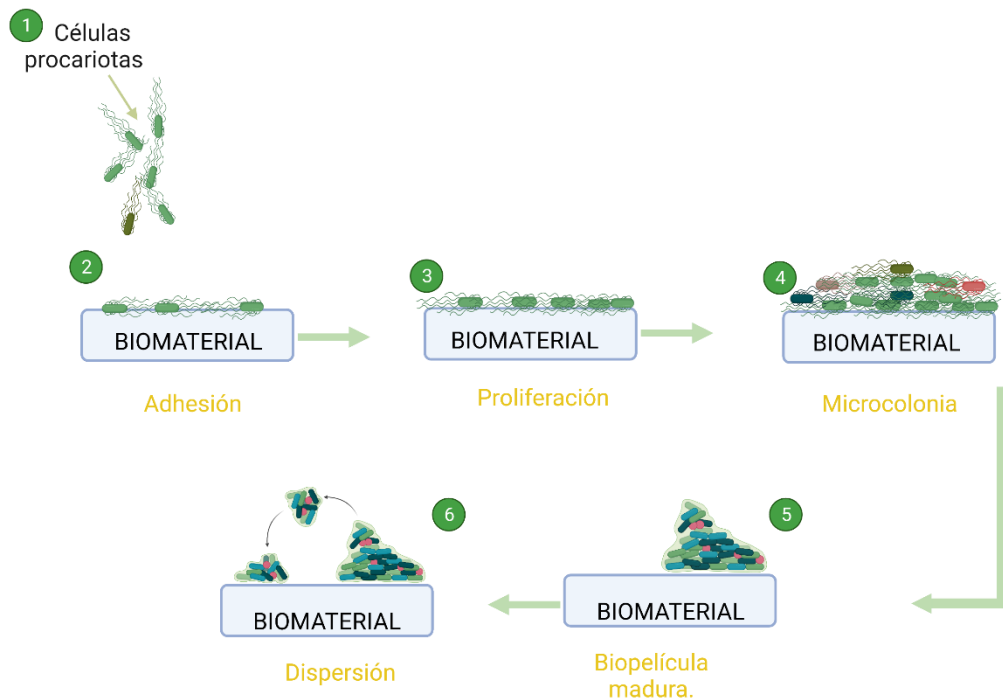 1
Células
procariotas
2
BIOMATERIAL
Adhesión
3
BIOMATERIAL
Proliferación
4
BIOMATERIAL
Microcolonia
5
BIOMATERIAL
Biopelícula
madura.
6
BIOMATERIAL
Dispersión